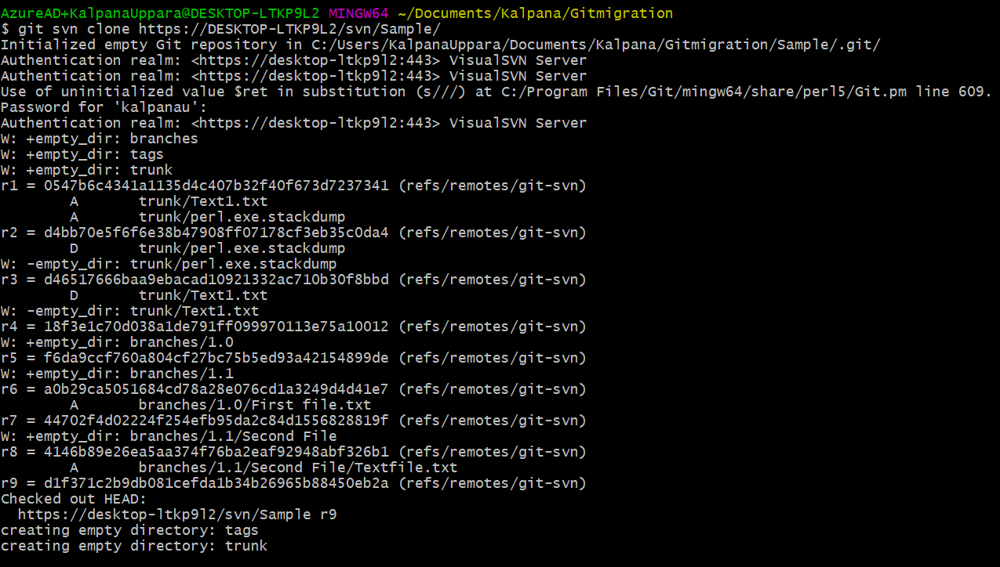 AzureAD+KalpanaUppara@DESKTOP-LTKP9L2 MINGW64 ~/Documents/Kalpana/Gitmigration
$ git svn clone https://DESKTOP-LTKP9L2/svn/Sample/
Initialized empty Git repository in C:/Users/KalpanaUppara/Documents/Kalpana/Gitmigration/Sample/.git/
Authentication realm: <https://desktop-ltkp9l2:443> VisualSVN Server
Authentication realm: <https://desktop-ltkp9l2:443> VisualSVN Server
Use of uninitialized value $ret in substitution (s///) at C:/Program Files/Git/mingw64/share/perl5/Git.pm line 609.
Password for 'kalpanau':
Authentication realm: <https://desktop-ltkp9l2:443> VisualSVN Server
W: +empty_dir: branches
W: +empty_dir: tags
W: +empty_dir: trunk
r1 = 0547b6c4341a1135d4c407b32f40f673d7237341 (refs/remotes/git-svn)
A       trunk/Text1.txt
A       trunk/perl.exe.stackdump
r2 = d4bb70e5f6f6e38b47908ff07178cf3eb35c0da4 (refs/remotes/git-svn)
D       trunk/perl.exe.stackdump
W: -empty_dir: trunk/perl.exe.stackdump
r3 = d46517666baa9ebacad10921332ac710b30f8bbd (refs/remotes/git-svn)
D       trunk/Text1.txt
W: -empty_dir: trunk/Text1.txt
r4 = 18f3e1c70d038a1de791ff099970113e75a10012 (refs/remotes/git-svn)
W: +empty_dir: branches/1.0
r5 = f6da9ccf760a804cf27bc75b5ed93a42154899de (refs/remotes/git-svn)
W: +empty_dir: branches/1.1
r6 = a0b29ca5051684cd78a28e076cd1a3249d4d41e7 (refs/remotes/git-svn)
A       branches/1.0/First file.txt
r7 = 44702f4d02224f254efb95da2c84d1556828819f (refs/remotes/git-svn)
W: +empty_dir: branches/1.1/Second File
r8 = 4146b89e26ea5aa374f76ba2eaf92948abf326b1 (refs/remotes/git-svn)
A       branches/1.1/Second File/Textfile.txt
r9 = d1f371c2b9db081cefda1b34b26965b88450eb2a (refs/remotes/git-svn)
Checked out HEAD:
https://desktop-ltkp9l2/svn/Sample r9
creating empty directory: tags
creating empty directory: trunk